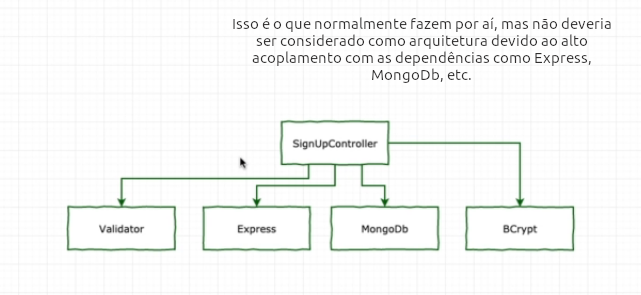 Isso é o que normalmente fazem por aí, mas não deveria
ser considerado como arquitetura devido ao alto
acoplamento com as dependências como Express,
MongoDb, etc.
SignUpController
Validator
Express
MongoDb
BCrypt